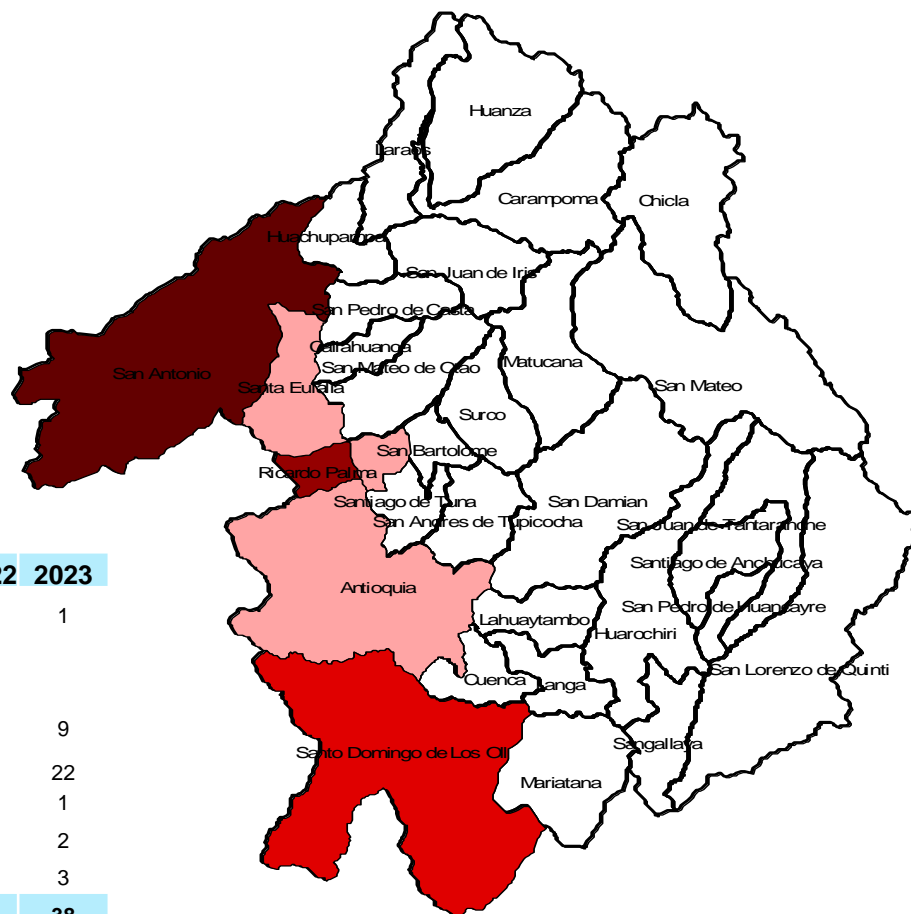 Huanza
Laraos
Carampoma
Chicla
Huachupampa
San Juan de Iris
San Pedro de Casta
Callahuanca
San Mateo de Otao
Matucana
San Antonio
Santa Eulalia
San Mateo
Surco
San Bartolome
Ricardo Palma
Santiago de Tuna
San Damian
San Andres de Tupicocha
San Juan de Tantaranche
Santiago de Anchucaya
Antioquia
San Pedro de Huancayre
Lahuaytambo
Huarochiri
San Lorenzo de Quinti
Cuenca
Langa
Santo Domingo de Los Oll
Sangallaya
Mariatana
22 2023
1
9
22
1
2
3
38